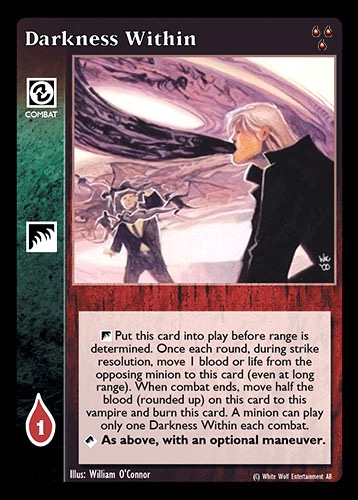 Darkness Within
COMBAT
Put this card into play before range is
determined. Once each round, during strike
resolution, move 1 blood or life from the
opposing minion to this card (even at long
range). When combat ends, move half the
blood (rounded up) on this card to this
vampire and burn this card. A minion can play
only one Darkness Within each combat.
As above, with an optional maneuver.
1
Illus: William O'Connor
(C) White Wolf Entertainment AB